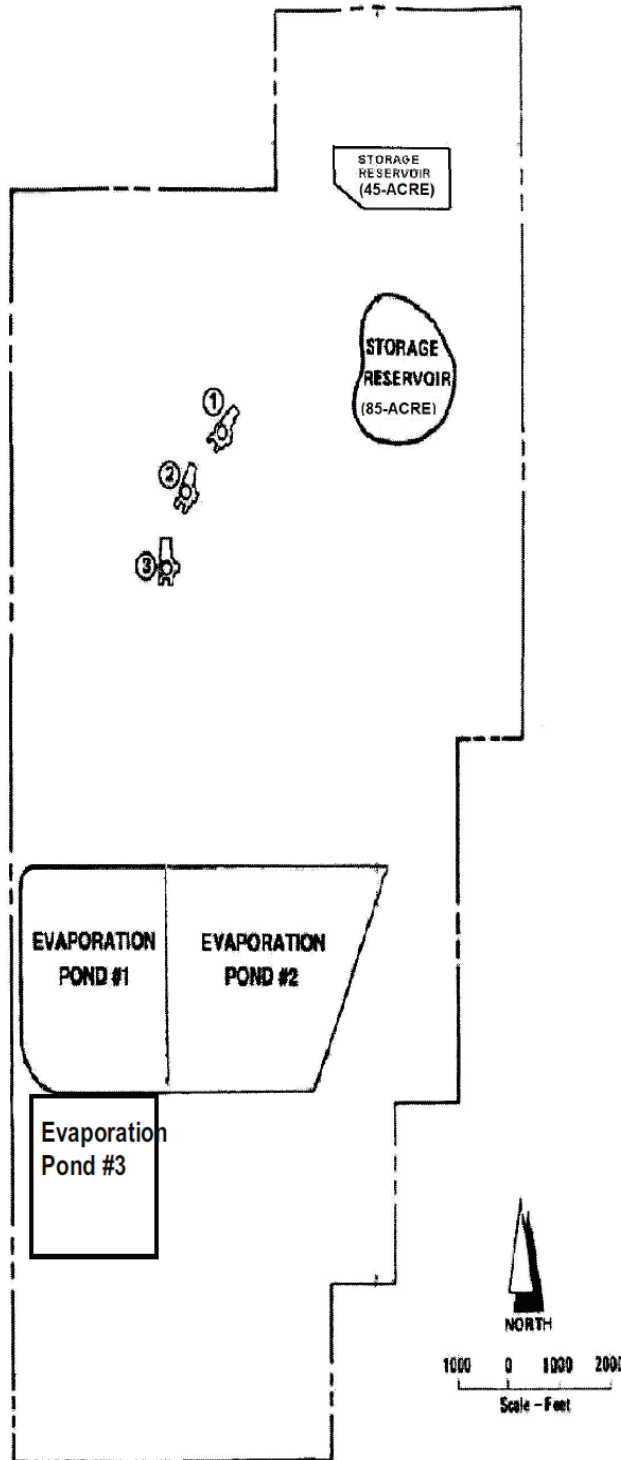 STORAGE
RESERVOIR
(45-ACRE)
STORAGE
RESERVOIR
(85-ACRE)
1
2
3
EVAPORATION
POND #1
EVAPORATION
POND #2
Evaporation
Pond #3
NORTH
1000 0 1000 2000
Scale - Feet